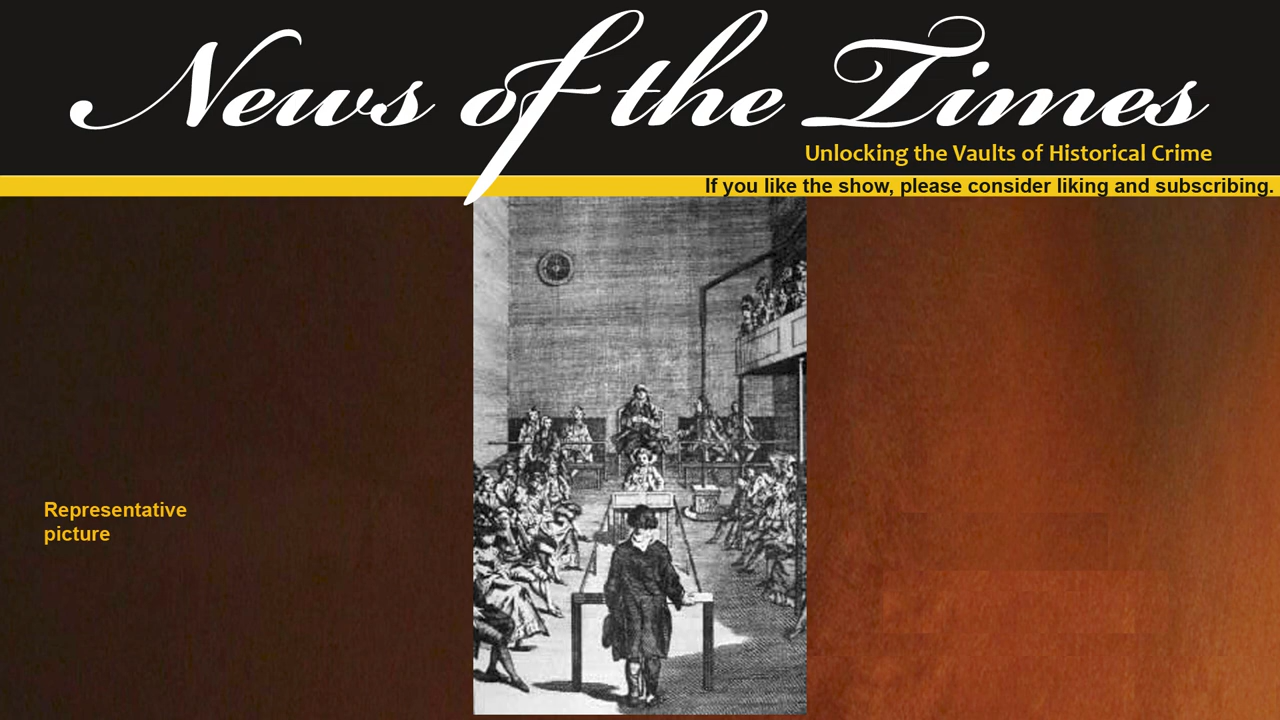 News of the Times
Unlocking the Vaults of Historical Crime
If you like the show, please consider liking and subscribing.
Representative
picture